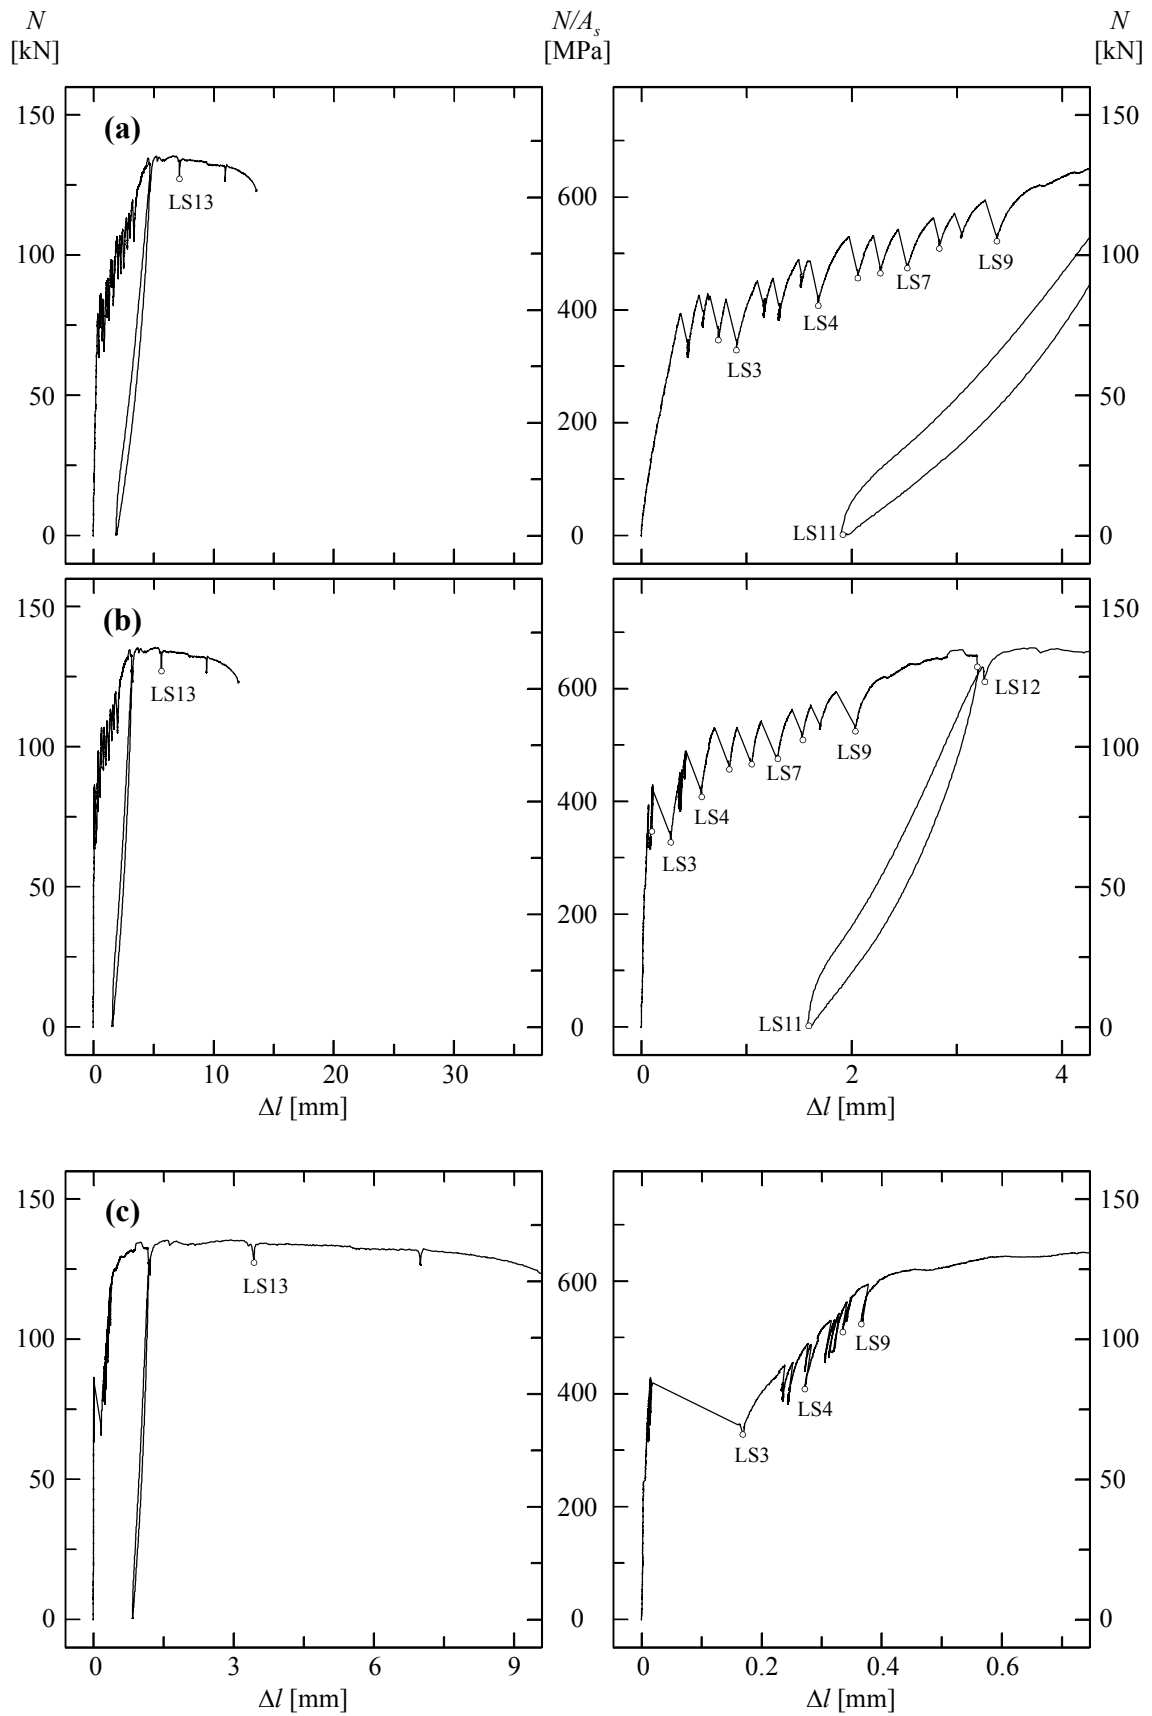 N N/As N
[kN] [MPa] [kN]
150 (a) 150
LS13 600
100 LS7 LS9 100
400 LS4
LS3
50 200 50
0 0 LS11 0
150 (b) 150
LS13 600 LS12
100 LS7 LS9 100
400 LS4
LS3
50 200 50
0 0 LS11 0
0 10 20 30 0 2 4
Δl [mm] Δl [mm]
150 (c) 150
LS13 600
100 LS9 100
400 LS4
LS3
50 200 50
0 0 0
0 3 6 9 0 0.2 0.4 0.6
Δl [mm] Δl [mm]